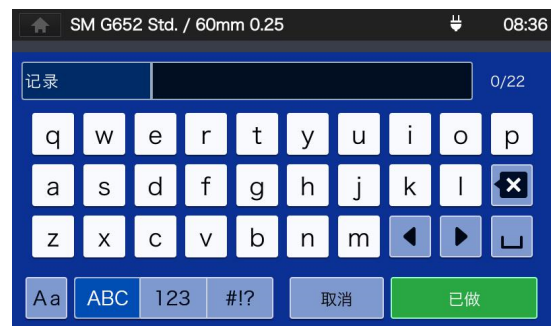 SM G652 Std. / 60mm 0.25 08:36
记录 0/22
q w e r t y u i o p
a s d f g h j k l
z x c v b n m
Aa ABC 123 #!? 取消 已做